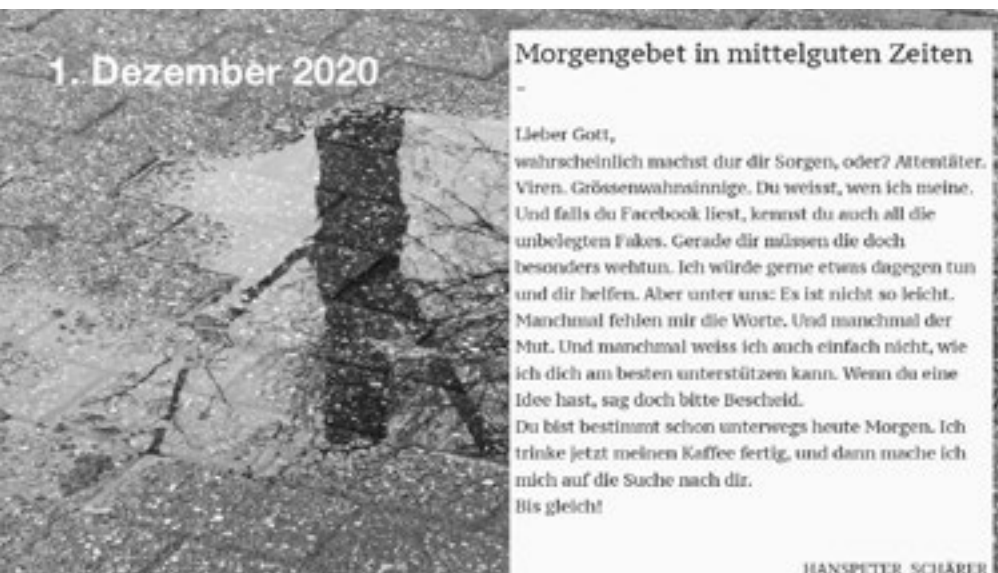 1. Dezember 2020
Morgengebet in mittelguten Zeiten
–
Lieber Gott,
wahrscheinlich machst dur dir Sorgen, oder? Attentäter.
Viren. Grössenwahnsinnige. Du weisst, wen ich meine.
Und falls du Facebook liest, kennst du auch all die
unbelegten Fakes. Gerade dir müssen die doch
besonders wehtun. Ich würde gerne etwas dagegen tun
und dir helfen. Aber unter uns: Es ist nicht so leicht.
Manchmal fehlen mir die Worte. Und manchmal der
Mut. Und manchmal weiss ich auch einfach nicht, wie
ich dich am besten unterstützen kann. Wenn du eine
Idee hast, sag doch bitte Bescheid.
Du bist bestimmt schon unterwegs heute Morgen. Ich
trinke jetzt meinen Kaffee fertig, und dann mache ich
mich auf die Suche nach dir.
Bis gleich!
HANSPETER SCHÄRER